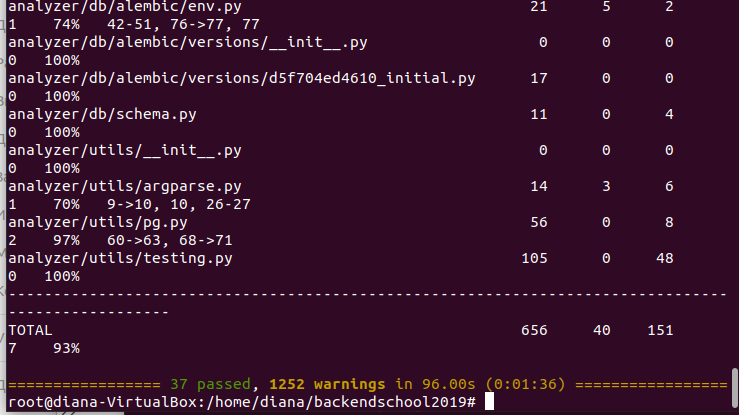 analyzer/db/alembic/env.py 21 5 2
1 74% 42-51, 76->77, 77
analyzer/db/alembic/versions/__init__.py 0 0 0
0 100%
analyzer/db/alembic/versions/d5f704ed4610_initial.py 17 0 0
0 100%
analyzer/db/schema.py 11 0 4
0 100%
analyzer/utils/__init__.py 0 0 0
0 100%
analyzer/utils/argparse.py 14 3 6
1 70% 9->10, 10, 26-27
analyzer/utils/pg.py 56 0 8
2 97% 60->63, 68->71
analyzer/utils/testing.py 105 0 48
0 100%
--------------------------------------------------------------------------------
------------------
TOTAL 656 40 151
7 93%
================= 37 passed, 1252 warnings in 96.00s (0:01:36) =================
root@diana-VirtualBox:/home/diana/backendschool2019#